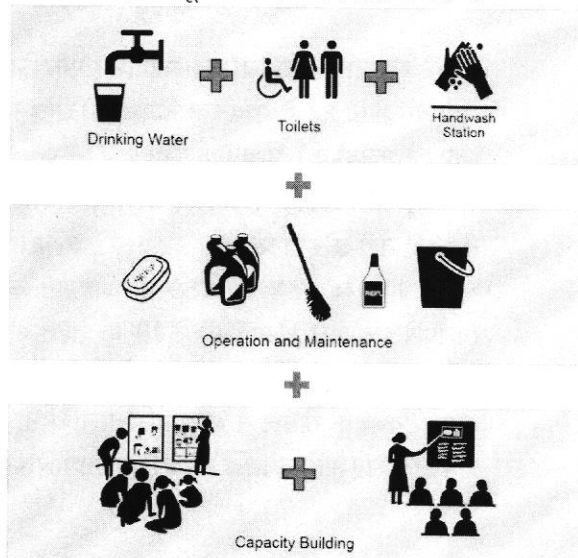 Drinking Water
Toilets
Handwash
Station
Operation and Maintenance
Capacity Building